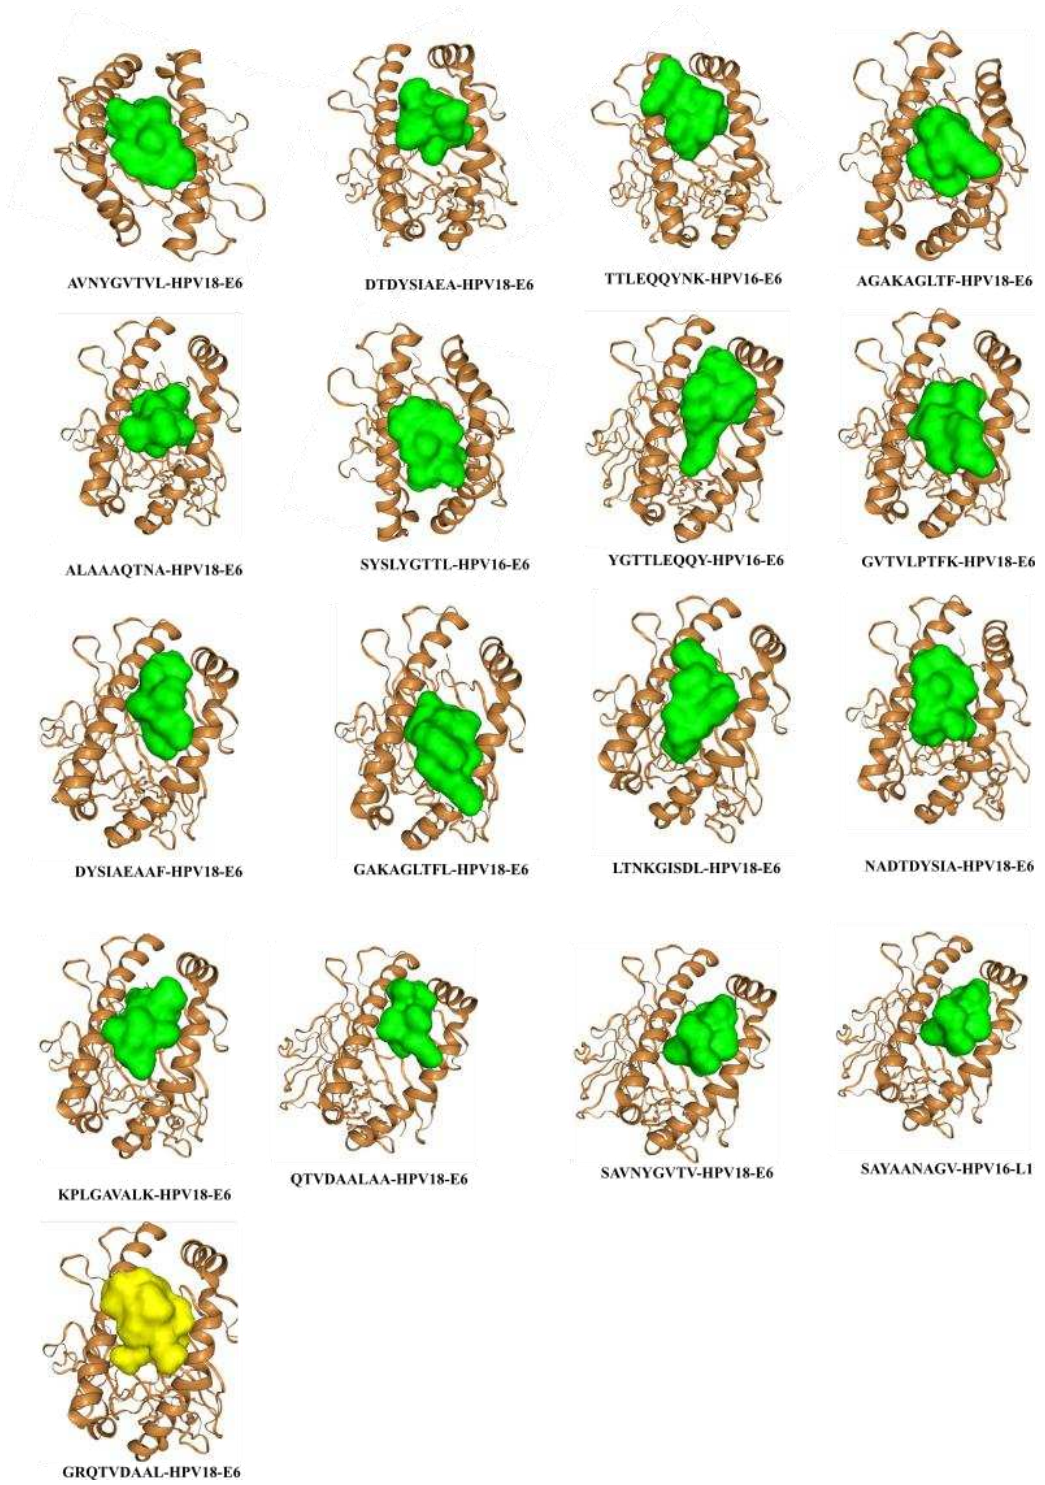 AVNYGVTVL-HPV18-E6
DTDYSIAEA-HPV18-E6
TTLEQQYNK-HPV16-E6
AGAKAGLTF-HPV18-E6
ALAAAQTNA-HPV18-E6
SYSLYGTTL-HPV16-E6
YGTTLEQQY-HPV16-E6
GVTVLPTFK-HPV18-E6
DYSIAEAAF-HPV18-E6
GAKAGLTFL-HPV18-E6
LTNKGISDL-HPV18-E6
NADTDYSIA-HPV18-E6
KPLGAVALK-HPV18-E6
QTVDAALAA-HPV18-E6
SAVNYGVTV-HPV18-E6
SAYAANAGV-HPV16-L1
GRQTVDAAL-HPV18-E6